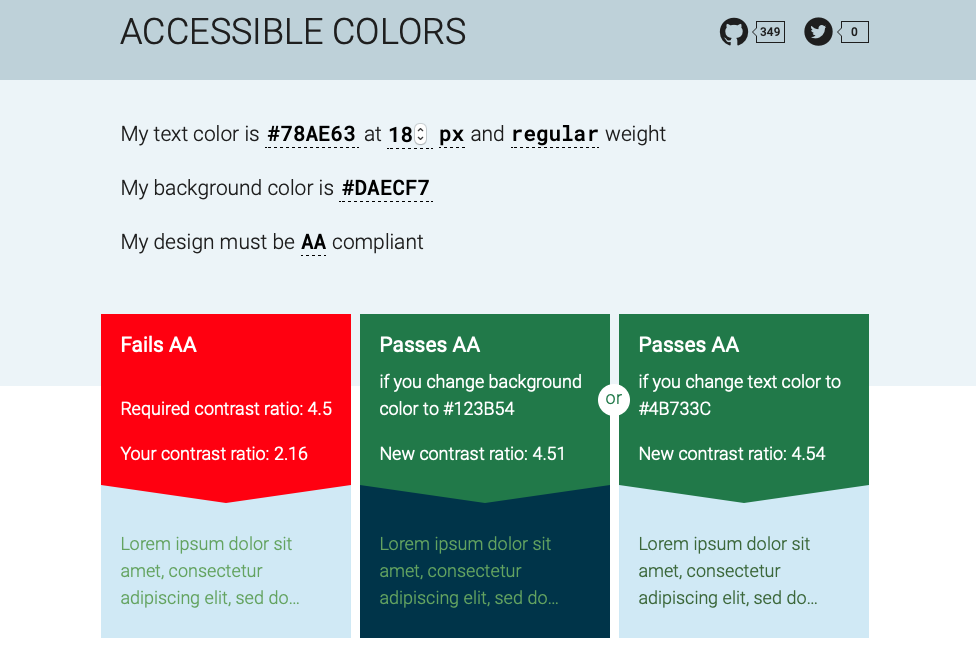 ACCESSIBLE COLORS
349
0
My text color is #78AE63 at 18 px and regular weight
My background color is #DAECF7
My design must be AA compliant
Fails AA
Required contrast ratio: 4.5
Your contrast ratio: 2.16
Lorem ipsum dolor sit
amet, consectetur
adipiscing elit, sed do...
Passes AA
if you change background
color to #123B54
New contrast ratio: 4.51
Lorem ipsum dolor sit
amet, consectetur
adipiscing elit, sed do...
or
Passes AA
if you change text color to
#4B733C
New contrast ratio: 4.54
Lorem ipsum dolor sit
amet, consectetur
adipiscing elit, sed do...